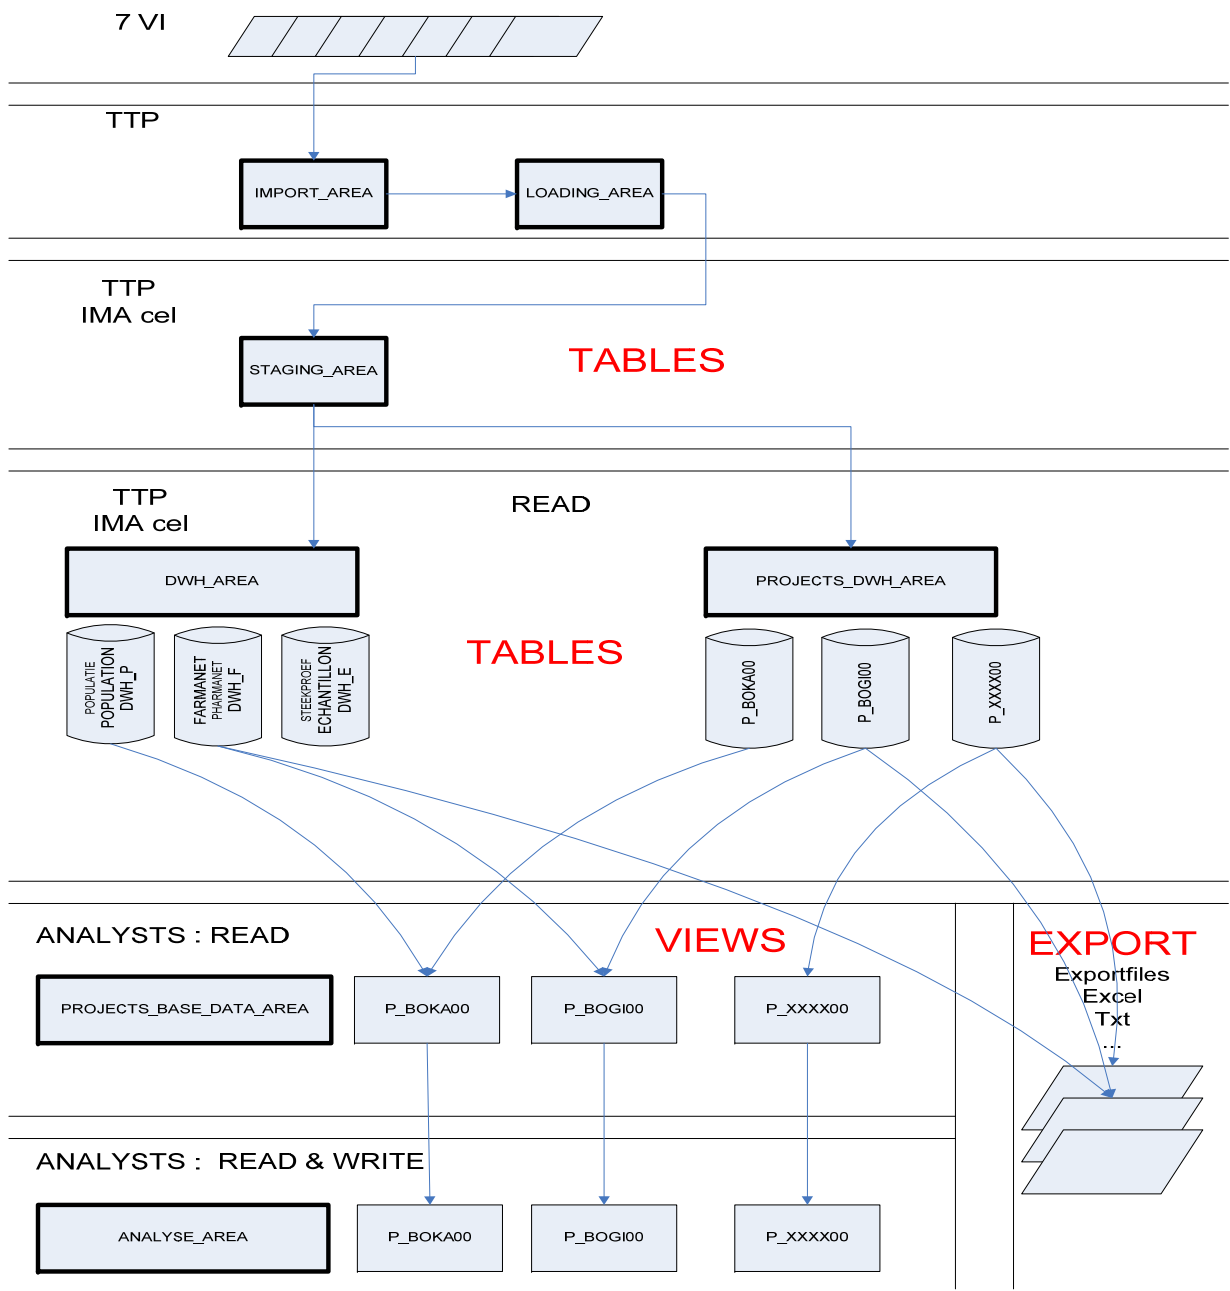 7 VI
TTP
IMPORT_AREA
LOADING_AREA
TTP
IMA cel
STAGING_AREA
TABLES
TTP
IMA cel
READ
DWH_AREA
PROJECTS_DWH_AREA
TABLES
POPULATIE
POPULATION
DWH_P
FARMANET
PHARMANET
DWH_F
STEEKPROEF
ECHANTILLON
DWH_E
P_BOKA00
P_BOGI00
P_XXXX00
ANALYSTS : READ
VIEWS
EXPORT
Exportfiles
Excel
Txt
...
PROJECTS_BASE_DATA_AREA
P_BOKA00
P_BOGI00
P_XXXX00
ANALYSTS : READ & WRITE
ANALYSE_AREA
P_BOKA00
P_BOGI00
P_XXXX00